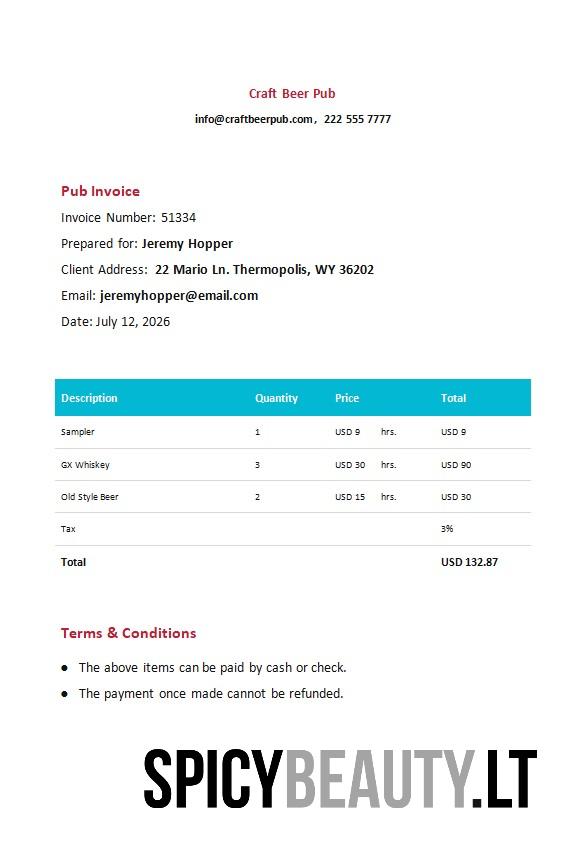 Craft Beer Pub
info@craftbeerpub.com, 222 555 7777
Pub Invoice
Invoice Number: 51334
Prepared for: Jeremy Hopper
Client Address: 22 Mario Ln. Thermopolis, WY 36202
Email: jeremyhopper@email.com
Date: July 12, 2026
Description Quantity Price Total
Sampler 1 USD 9 hrs. USD 9
GX Whiskey 3 USD 30 hrs. USD 90
Old Style Beer 2 USD 15 hrs. USD 30
Tax 3%
Total USD 132.87
Terms & Conditions
● The above items can be paid by cash or check.
● The payment once made cannot be refunded.
SPICYBEAUTY.LT